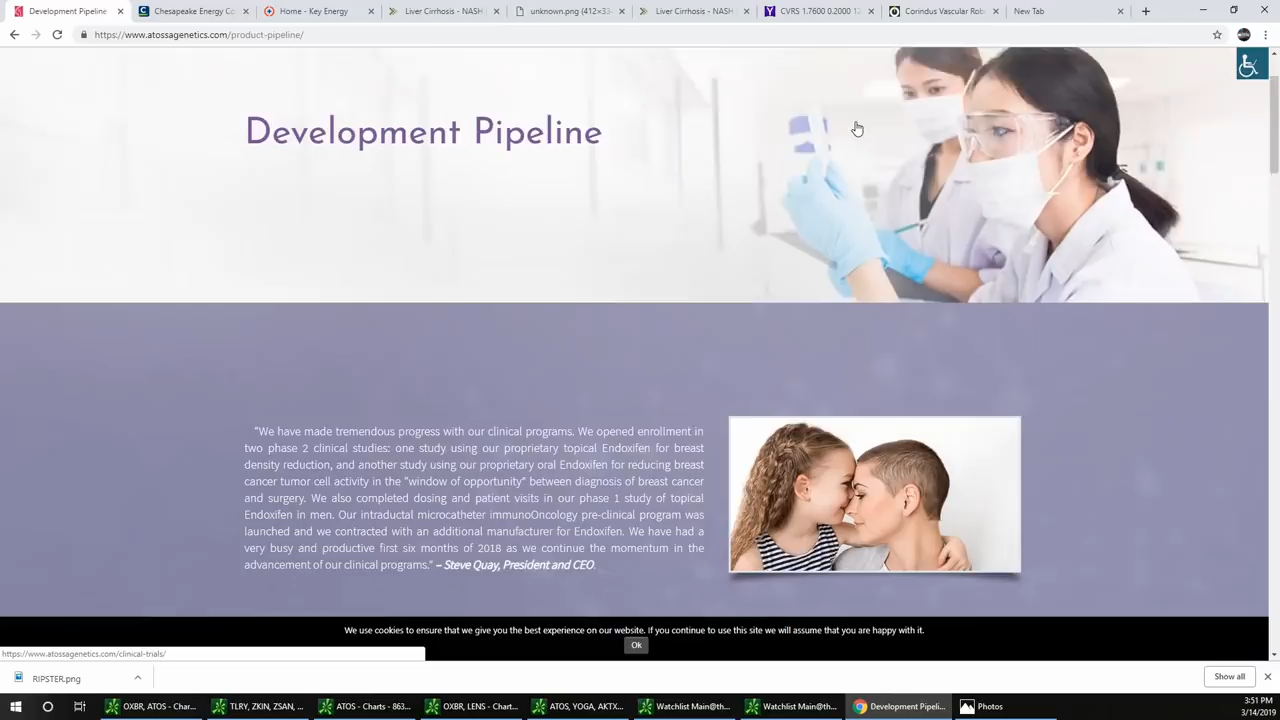 Development Pipeline
Chesapeake Energy Co
Home - Key Energy
Liver Cirrhosis - NASH
unknown.png (412×33
Liver Cirrhosis - NASH
CVRS 1.7600 0.2000 12
Corindus Vascular Rob
New Tab
https://www.atossagenetics.com/product-pipeline/
Development Pipeline
"We have made tremendous progress with our clinical programs. We opened enrollment in
two phase 2 clinical studies: one study using our proprietary topical Endoxifen for breast
density reduction, and another study using our proprietary oral Endoxifen for reducing breast
cancer tumor cell activity in the "window of opportunity" between diagnosis of breast cancer
and surgery. We also completed dosing and patient visits in our phase 1 study of topical
Endoxifen in men. Our intraductal microcatheter immunoOncology pre-clinical program was
launched and we contracted with an additional manufacturer for Endoxifen. We have had a
very busy and productive first six months of 2018 as we continue the momentum in the
advancement of our clinical programs." – Steve Quay, President and CEO.
We use cookies to ensure that we give you the best experience on our website. If you continue to use this site we will assume that you are happy with it.
Ok
https://www.atossagenetics.com/clinical-trials/
RIPSTER.png
Show all
OXBR, ATOS - Char...
TLRY, ZKIN, ZSAN, ...
ATOS - Charts - 863...
OXBR, LENS - Chart...
ATOS, YOGA, AKTX...
Watchlist Main@th...
Watchlist Main@th...
Development Pipeli...
Photos
3:51 PM
3/14/2019